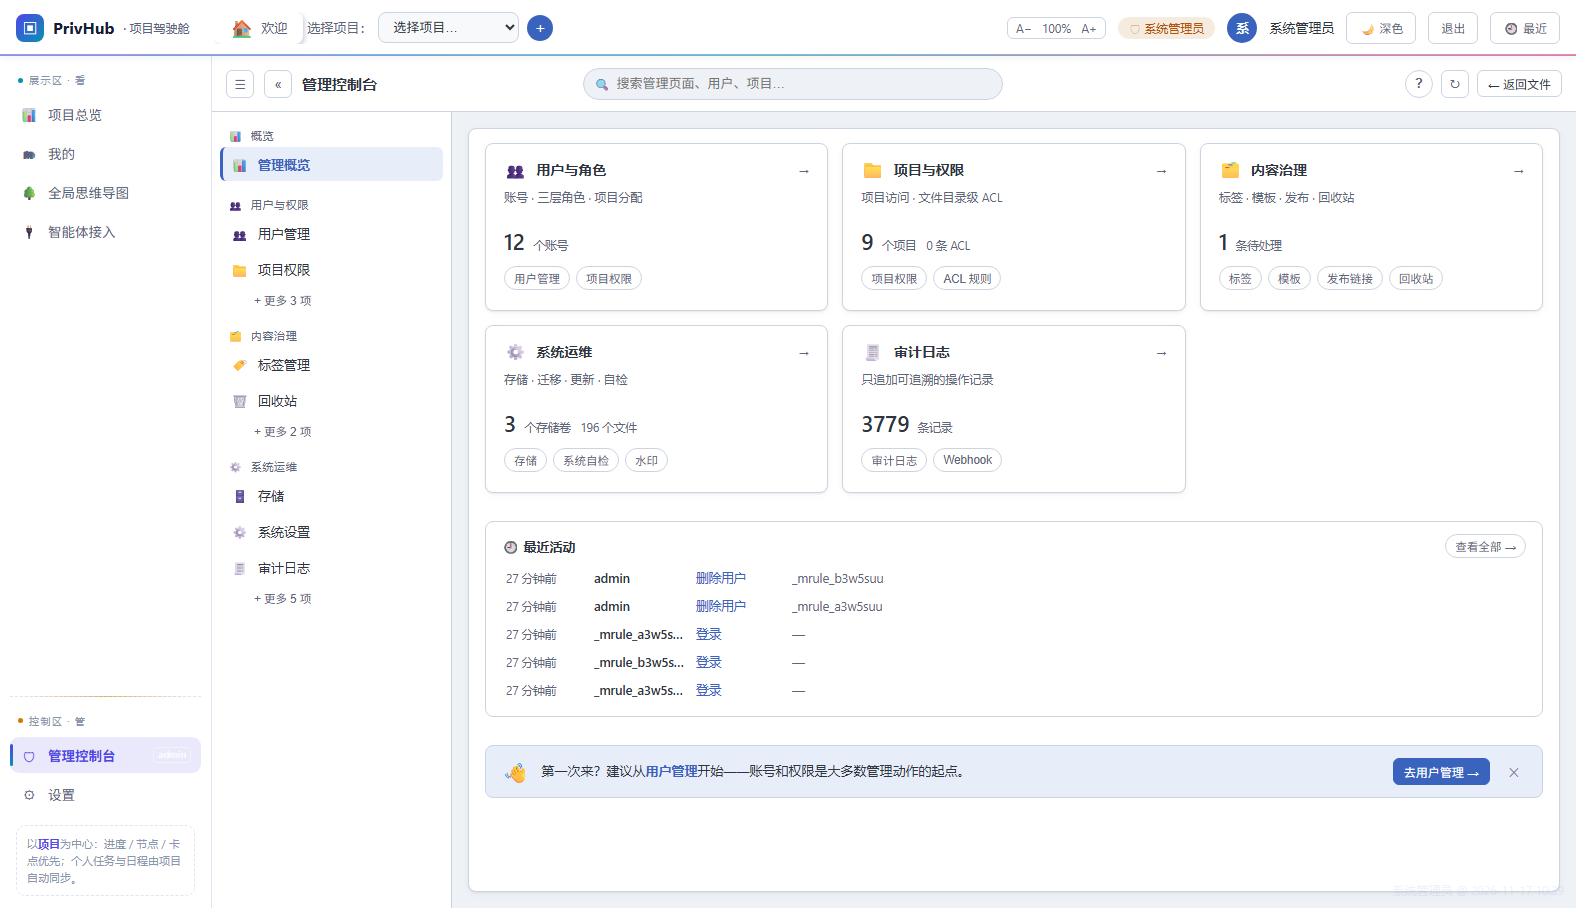 PrivHub · 项目驾驶舱
欢迎
选择项目：
选择项目...
+
A− 100% A+
系统管理员
系
系统管理员
深色
退出
最近
展示区 · 看
项目总览
我的
全局思维导图
智能体接入
控制区 · 管
管理控制台
admin
设置
以项目为中心：进度 / 节点 / 卡
点优先；个人任务与日程由项目
自动同步。
☰
«
管理控制台
搜索管理页面、用户、项目...
?
↻
← 返回文件
概览
管理概览
用户与权限
用户管理
项目权限
+ 更多 3 项
内容治理
标签管理
回收站
+ 更多 2 项
系统运维
存储
系统设置
审计日志
+ 更多 5 项
用户与角色 →
账号 · 三层角色 · 项目分配
12 个账号
用户管理 项目权限
项目与权限 →
项目访问 · 文件目录级 ACL
9 个项目 0 条 ACL
项目权限 ACL 规则
内容治理 →
标签 · 模板 · 发布 · 回收站
1 条待处理
标签 模板 发布链接 回收站
系统运维 →
存储 · 迁移 · 更新 · 自检
3 个存储卷 196 个文件
存储 系统自检 水印
审计日志 →
只追加可追溯的操作记录
3779 条记录
审计日志 Webhook
最近活动
查看全部 →
27 分钟前 admin 删除用户 _mrule_b3w5suu
27 分钟前 admin 删除用户 _mrule_a3w5suu
27 分钟前 _mrule_a3w5s... 登录 —
27 分钟前 _mrule_b3w5s... 登录 —
27 分钟前 _mrule_a3w5s... 登录 —
第一次来？建议从用户管理开始——账号和权限是大多数管理动作的起点。
去用户管理 →
×